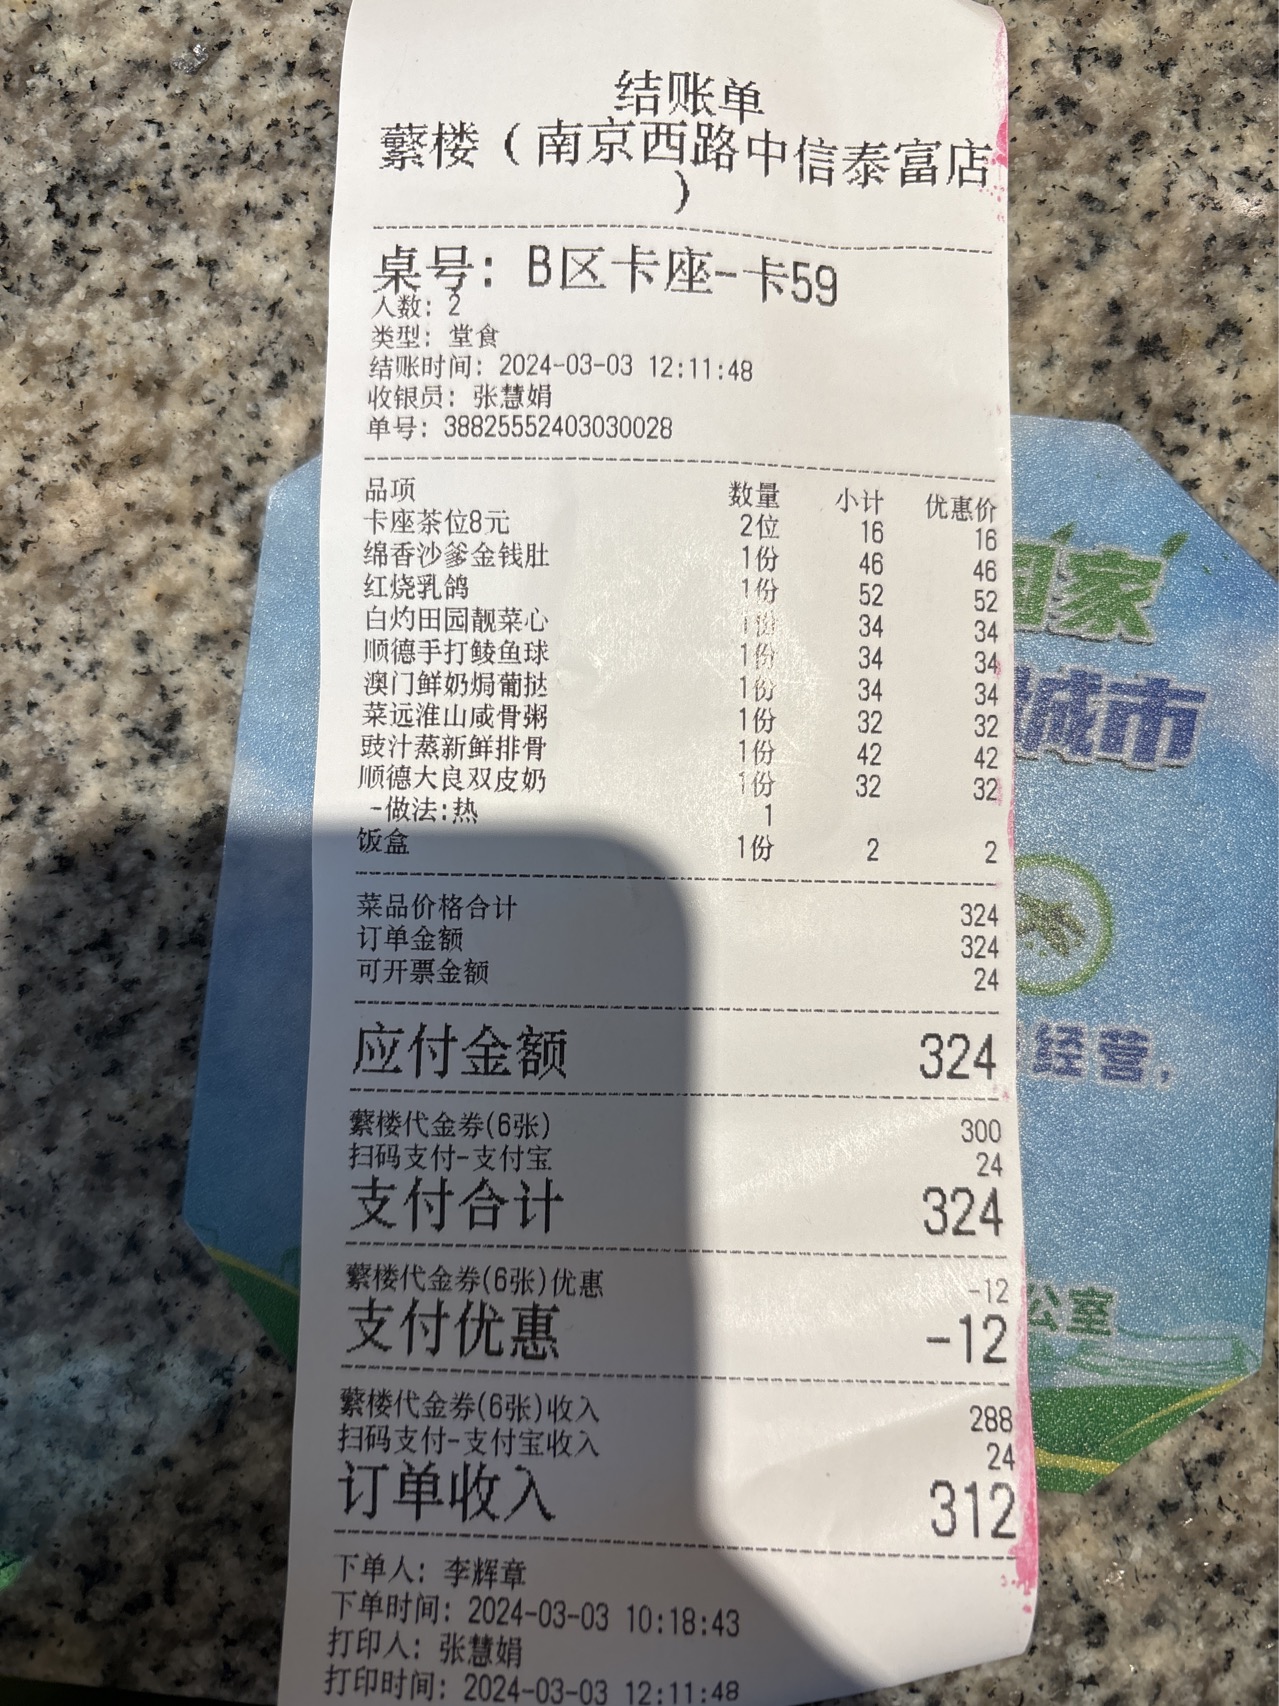 结账单
蘩楼（南京西路中信泰富店
）
桌号: B区卡座-卡59
人数: 2
类型: 堂食
结账时间: 2024-03-03 12:11:48
收银员: 张慧娟
单号: 38825552403030028
品项 数量 小计 优惠价
卡座茶位8元 2位 16 16
绵香沙爹金钱肚 1份 46 46
红烧乳鸽 1份 52 52
白灼田园靓菜心 1份 34 34
顺德手打鲮鱼球 1份 34 34
澳门鲜奶焗葡挞 1份 34 34
菜远淮山咸骨粥 1份 32 32
豉汁蒸新鲜排骨 1份 42 42
顺德大良双皮奶 1份 32 32
-做法:热 1
饭盒 1份 2 2
菜品价格合计 324
订单金额 324
可开票金额 24
应付金额 324
蘩楼代金券(6张) 300
扫码支付-支付宝 24
支付合计 324
蘩楼代金券(6张)优惠 -12
支付优惠 -12
蘩楼代金券(6张)收入 288
扫码支付-支付宝收入 24
订单收入 312
下单人: 李辉章
下单时间: 2024-03-03 10:18:43
打印人: 张慧娟
打印时间: 2024-03-03 12:11:48
家
城市
经营，
公室